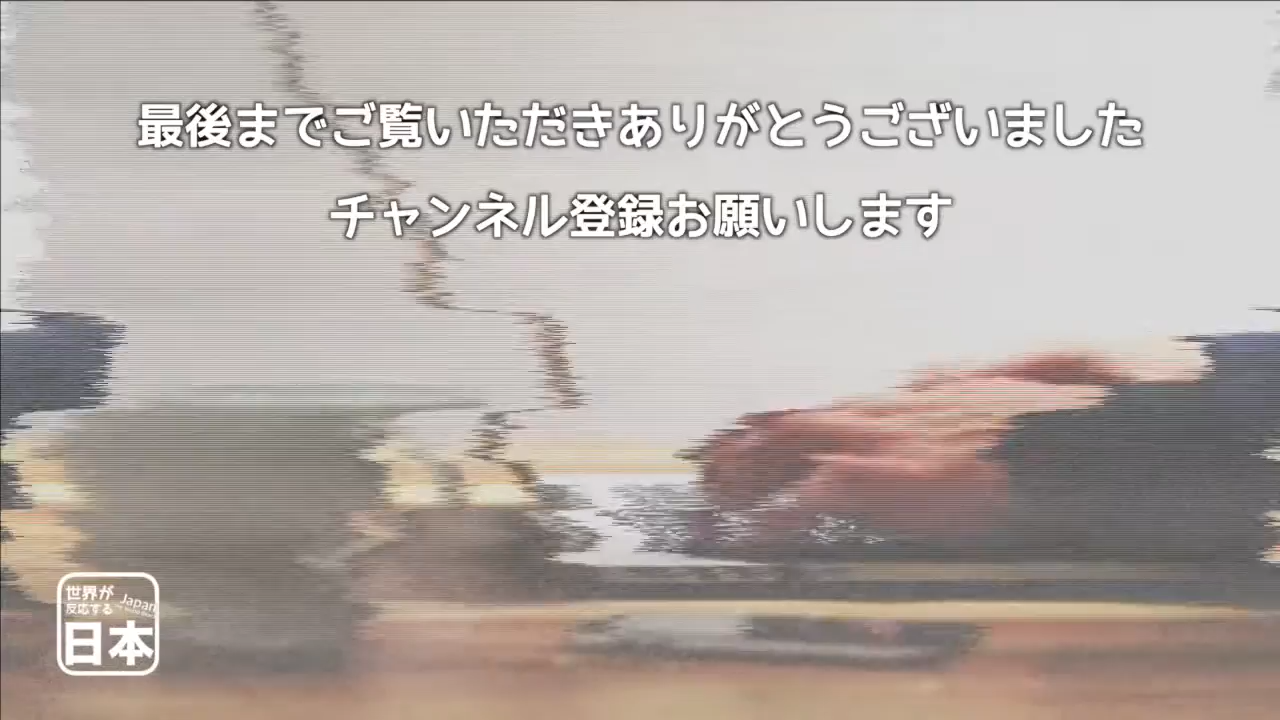 最後までご覧いただきありがとうございました
チャンネル登録お願いします
世界が
反応する
Japan
日本